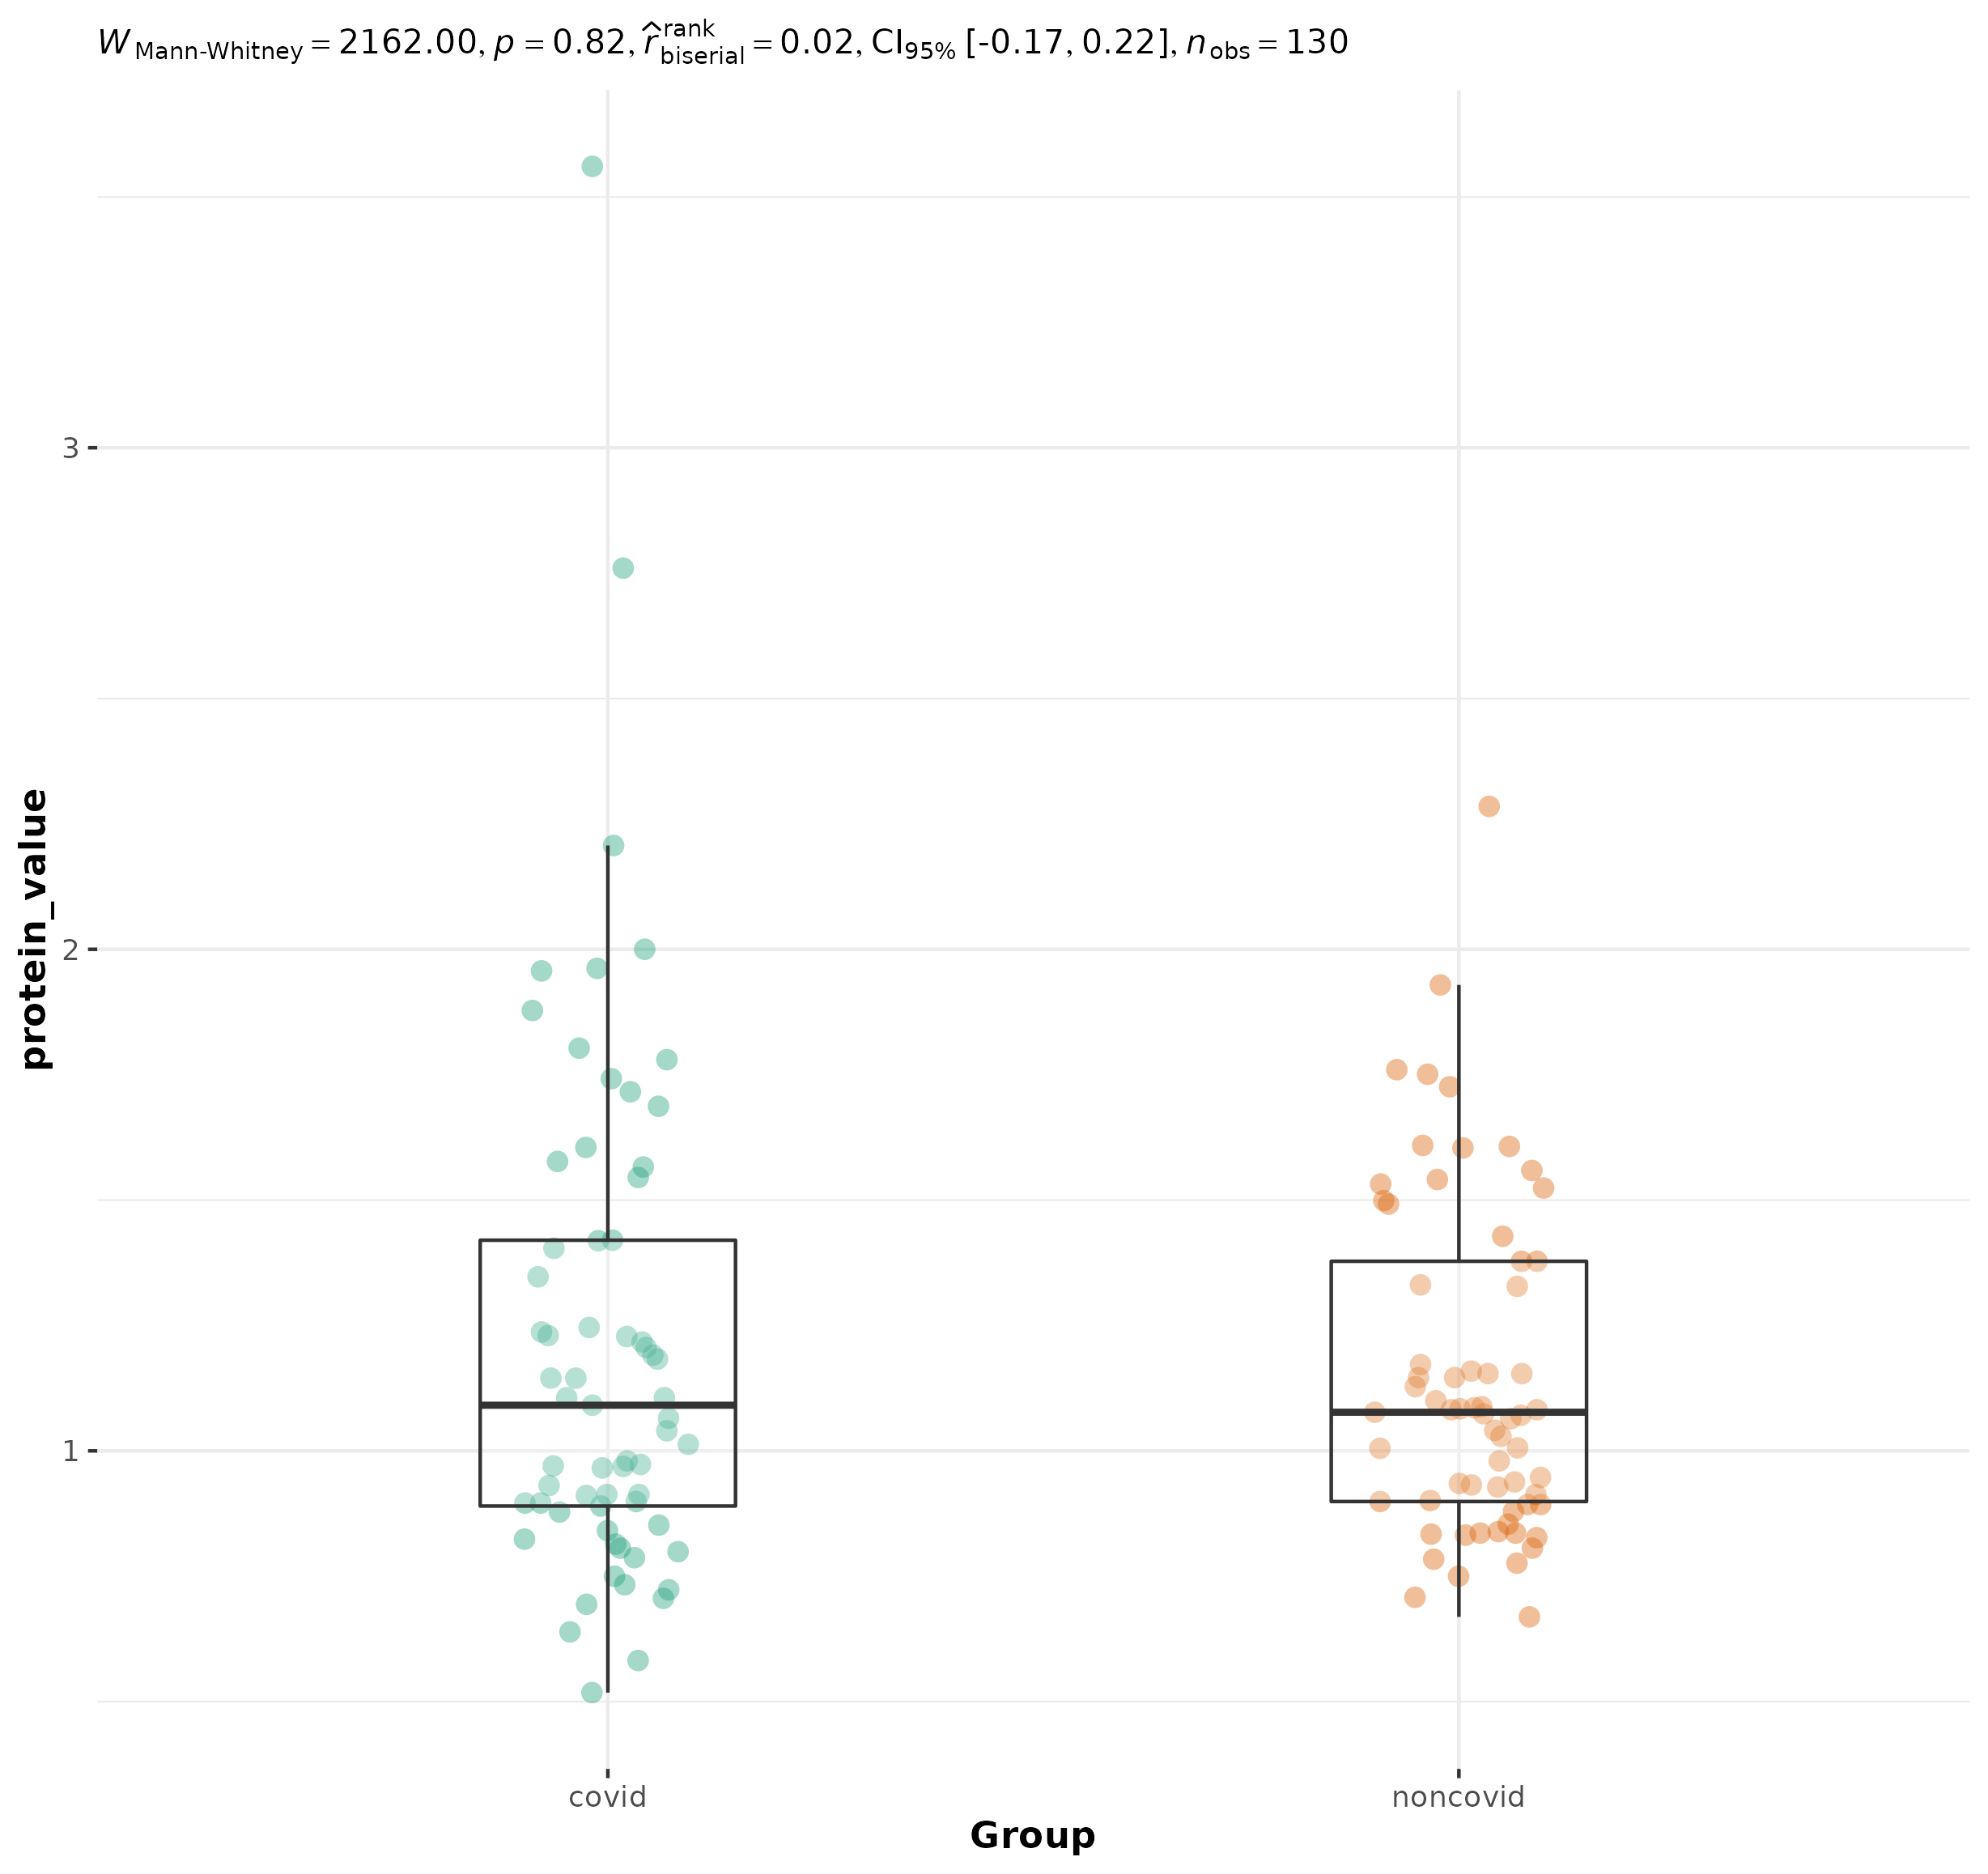 W Mann-Whitney = 2162.00, p = 0.82, r̂ rank biserial = 0.02, CI95% [-0.17, 0.22], nobs = 130
protein_value
3
2
1
covid noncovid
Group